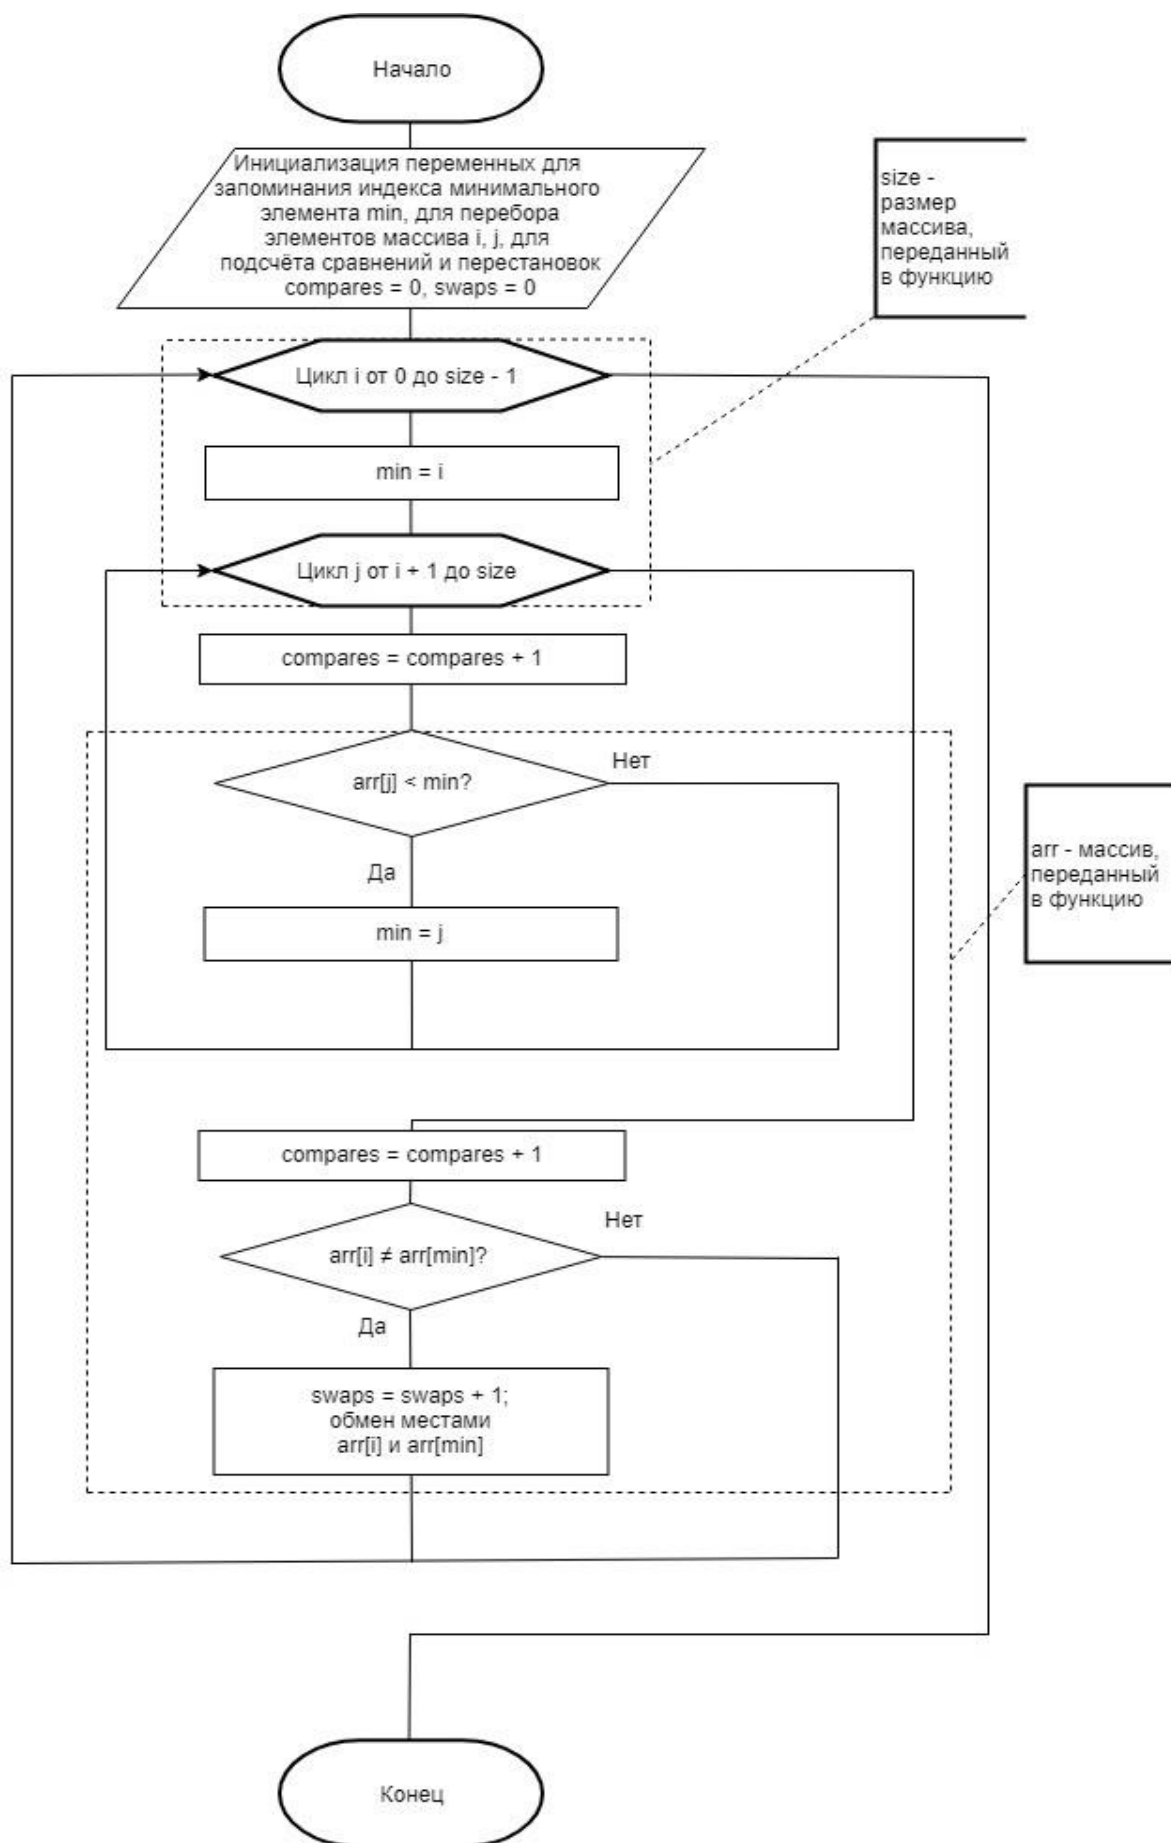 Начало
Инициализация переменных для
запоминания индекса минимального
элемента min, для перебора
элементов массива i, j, для
подсчёта сравнений и перестановок
compares = 0, swaps = 0
size -
размер
массива,
переданный
в функцию
Цикл i от 0 до size - 1
min = i
Цикл j от i + 1 до size
compares = compares + 1
arr[j] < min?
Нет
Да
min = j
arr - массив,
переданный
в функцию
compares = compares + 1
arr[i] ≠ arr[min]?
Нет
Да
swaps = swaps + 1;
обмен местами
arr[i] и arr[min]
Конец